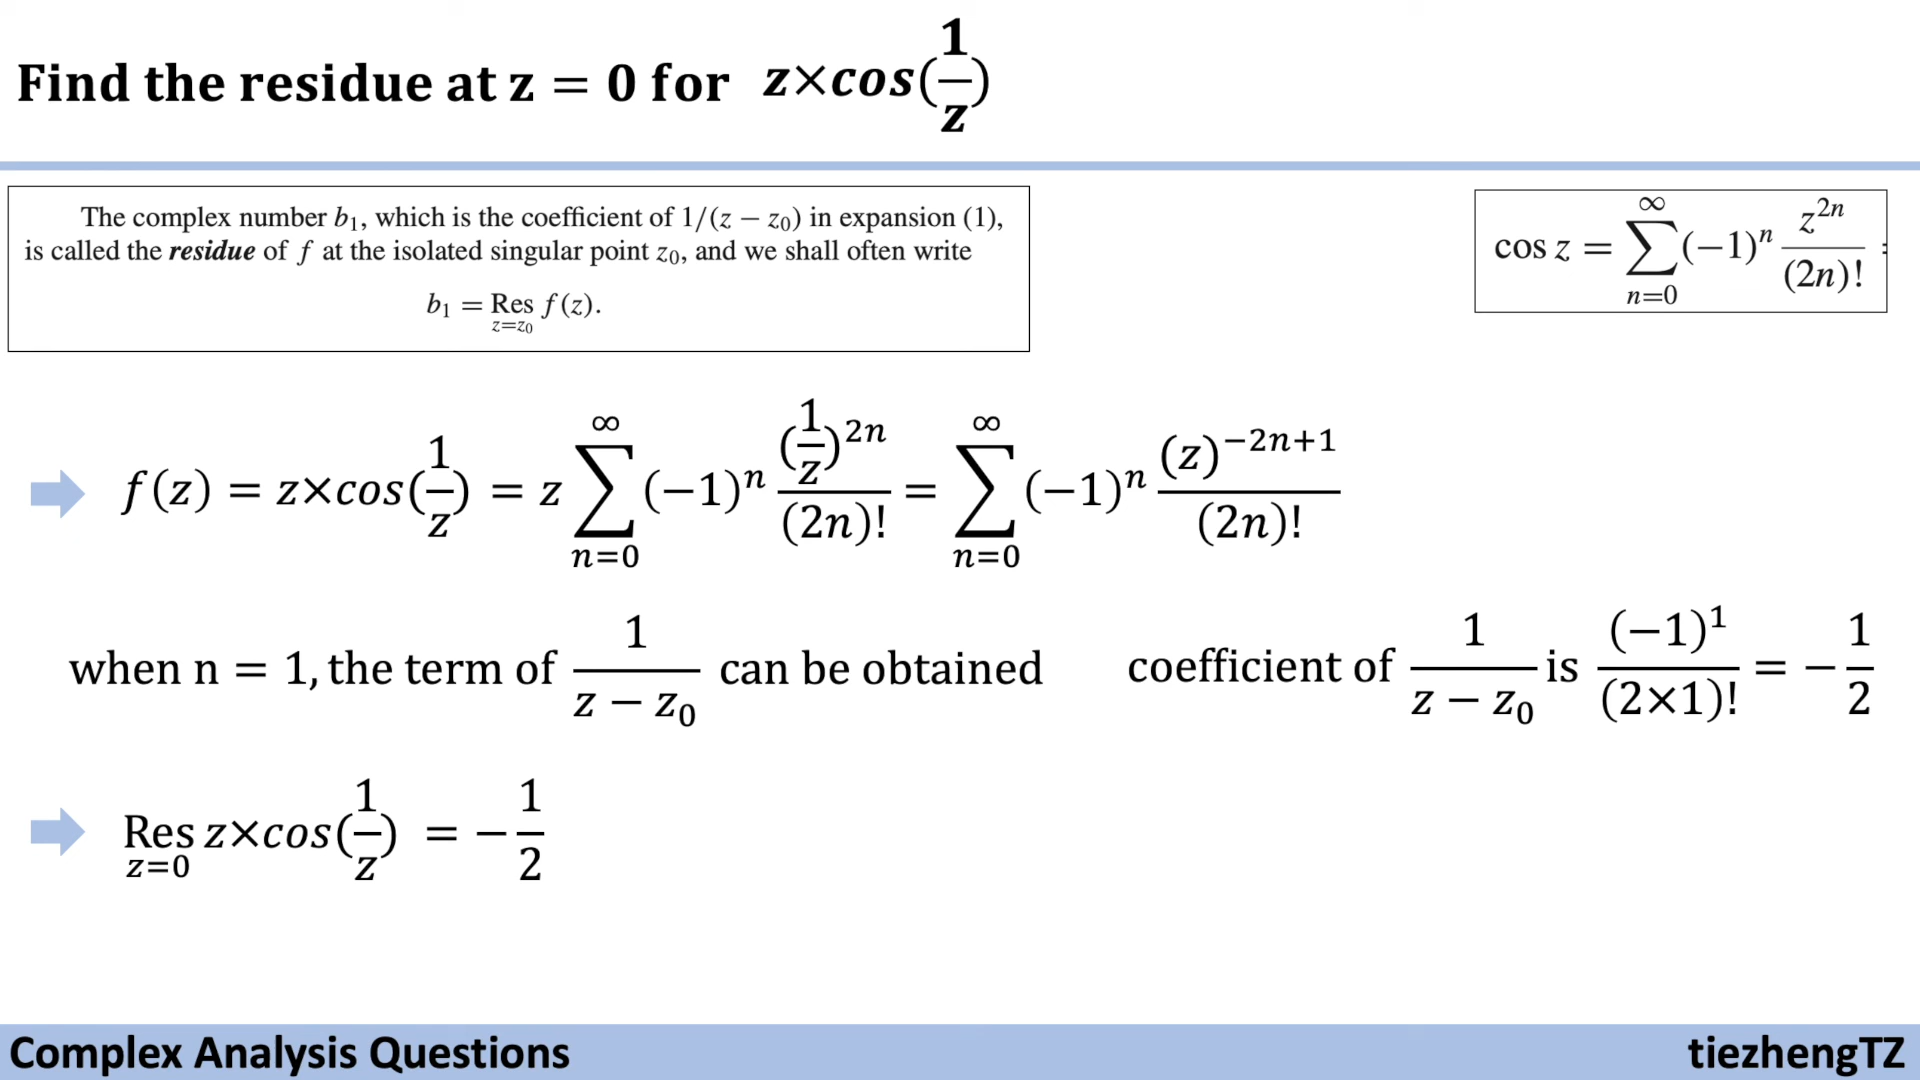 Find the residue at z = 0 for z×cos(1/z)
The complex number b₁, which is the coefficient of 1/(z − z₀) in expansion (1),
is called the residue of f at the isolated singular point z₀, and we shall often write
b₁ = Res f(z).
z=z₀
cos z = ∑_{n=0}^{∞} (−1)ⁿ z²ⁿ/(2n)!
f(z) = z×cos(1/z) = z ∑_{n=0}^{∞} (−1)ⁿ (1/z)²ⁿ/(2n)! = ∑_{n=0}^{∞} (−1)ⁿ (z)⁻²ⁿ⁺¹/(2n)!
when n = 1, the term of 1/(z − z₀) can be obtained
coefficient of 1/(z − z₀) is (−1)¹/(2×1)! = −1/2
Res z×cos(1/z) = −1/2
z=0
Complex Analysis Questions
tiezhengTZ